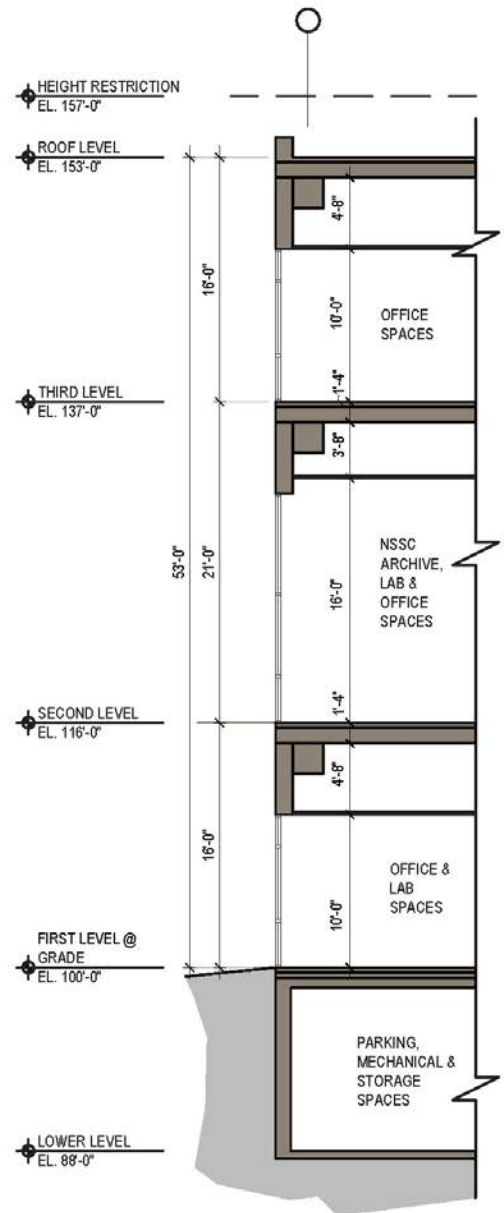 HEIGHT RESTRICTION
EL. 157'-0"
ROOF LEVEL
EL. 153'-0"
4'-8"
16'-0"
10'-0"
OFFICE
SPACES
1'-4"
THIRD LEVEL
EL. 137'-0"
3'-8"
53'-0"
21'-0"
16'-0"
NSSC
ARCHIVE,
LAB &
OFFICE
SPACES
1'-4"
SECOND LEVEL
EL. 116'-0"
4'-8"
16'-0"
10'-0"
OFFICE &
LAB
SPACES
FIRST LEVEL @
GRADE
EL. 100'-0"
PARKING,
MECHANICAL &
STORAGE
SPACES
LOWER LEVEL
EL. 88'-0"